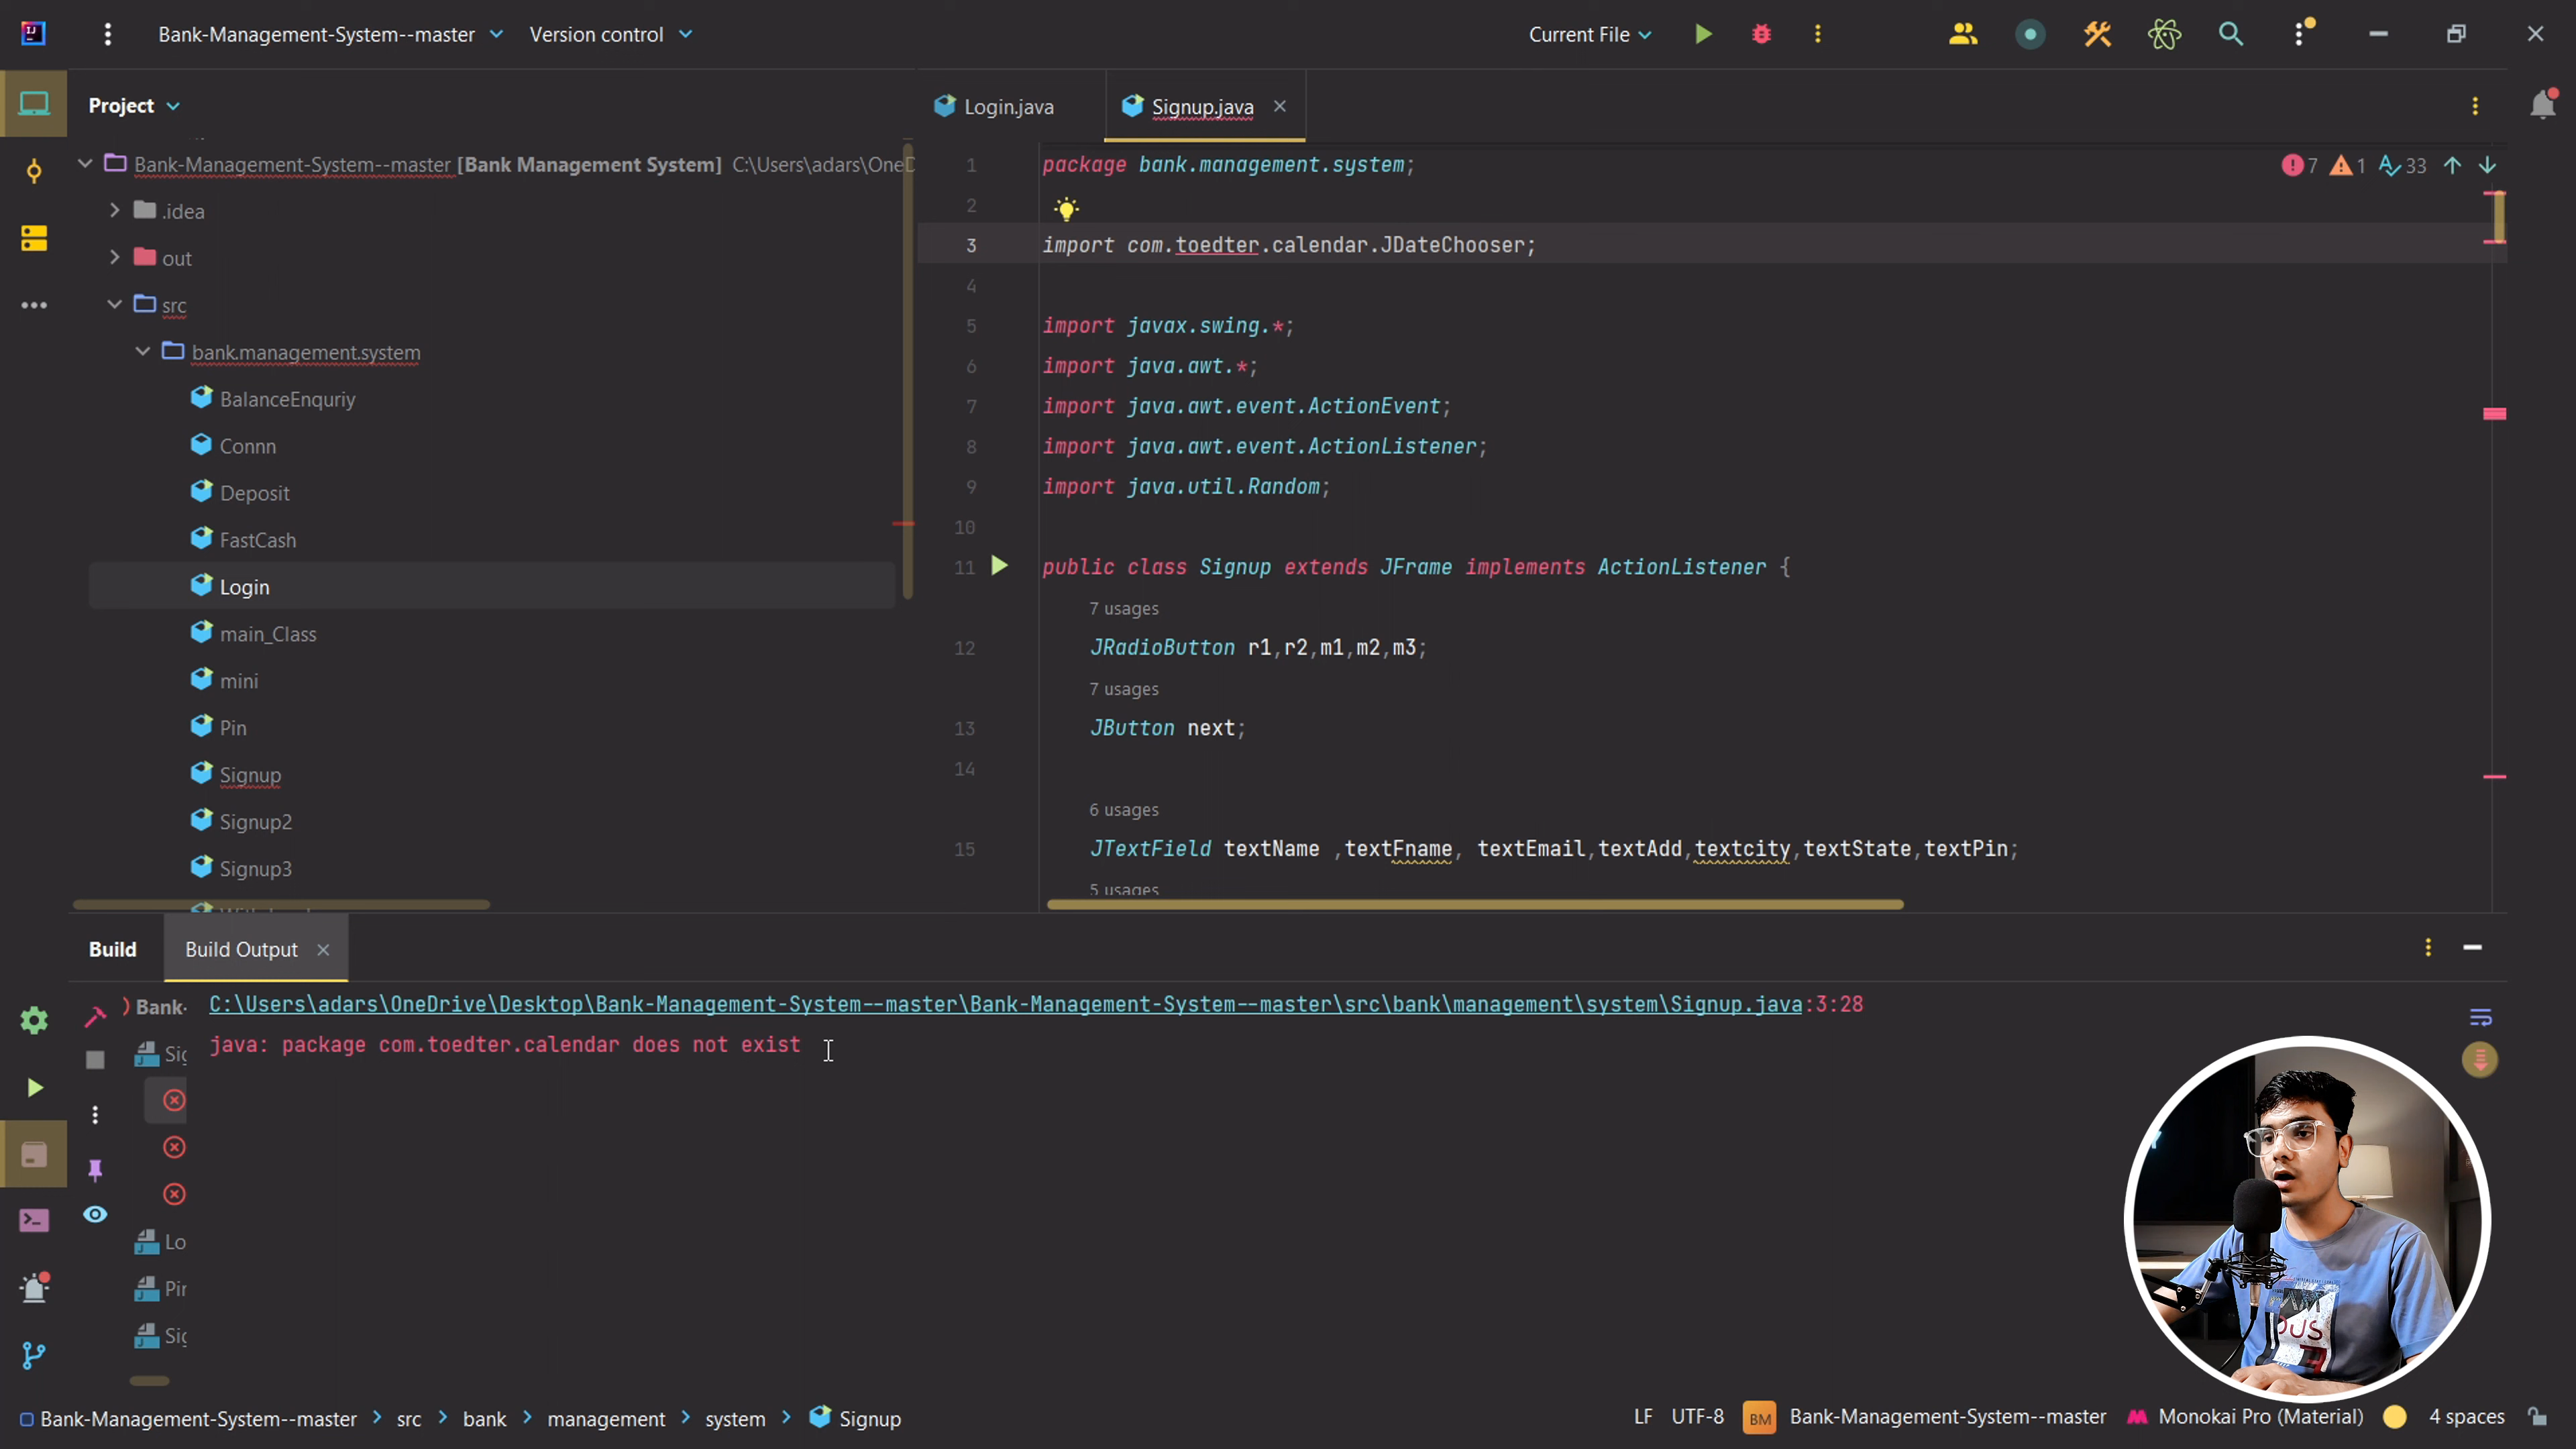 Bank-Management-System--master
Version control
Current File
Project
Login.java
Signup.java
Bank-Management-System--master [Bank Management System] C:\Users\adars\OneD
.idea
out
src
bank.management.system
BalanceEnquriy
Connn
Deposit
FastCash
Login
main_Class
mini
Pin
Signup
Signup2
Signup3
7 1 33
1 package bank.management.system;
2
3 import com.toedter.calendar.JDateChooser;
4
5 import javax.swing.*;
6 import java.awt.*;
7 import java.awt.event.ActionEvent;
8 import java.awt.event.ActionListener;
9 import java.util.Random;
10
11 public class Signup extends JFrame implements ActionListener {
7 usages
12 JRadioButton r1,r2,m1,m2,m3;
7 usages
13 JButton next;
14
6 usages
15 JTextField textName ,textFname, textEmail,textAdd,textcity,textState,textPin;
5 usages
Build
Build Output
Bank-
C:\Users\adars\OneDrive\Desktop\Bank-Management-System--master\Bank-Management-System--master\src\bank\management\system\Signup.java:3:28
java: package com.toedter.calendar does not exist
Lo
Bank-Management-System--master > src > bank > management > system > Signup
LF UTF-8 BM Bank-Management-System--master Monokai Pro (Material) 4 spaces